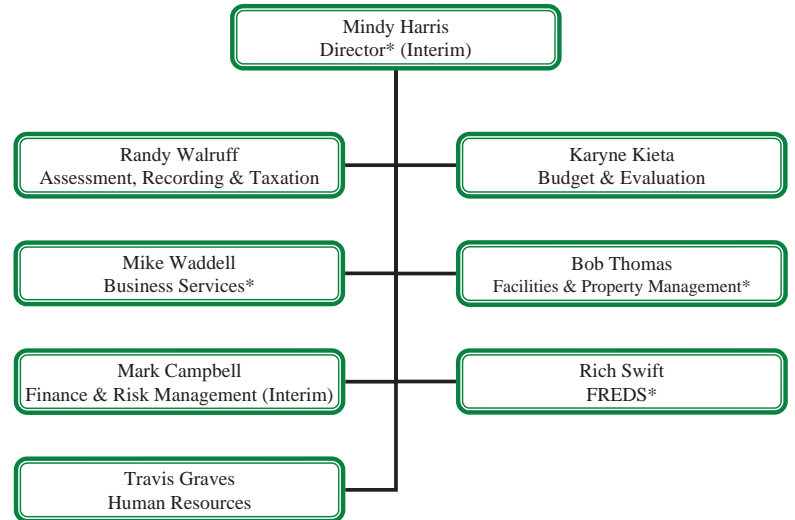 Mindy Harris
Director* (Interim)
Randy Walruff
Assessment, Recording & Taxation
Karyne Kieta
Budget & Evaluation
Mike Waddell
Business Services*
Bob Thomas
Facilities & Property Management*
Mark Campbell
Finance & Risk Management (Interim)
Rich Swift
FREDS*
Travis Graves
Human Resources